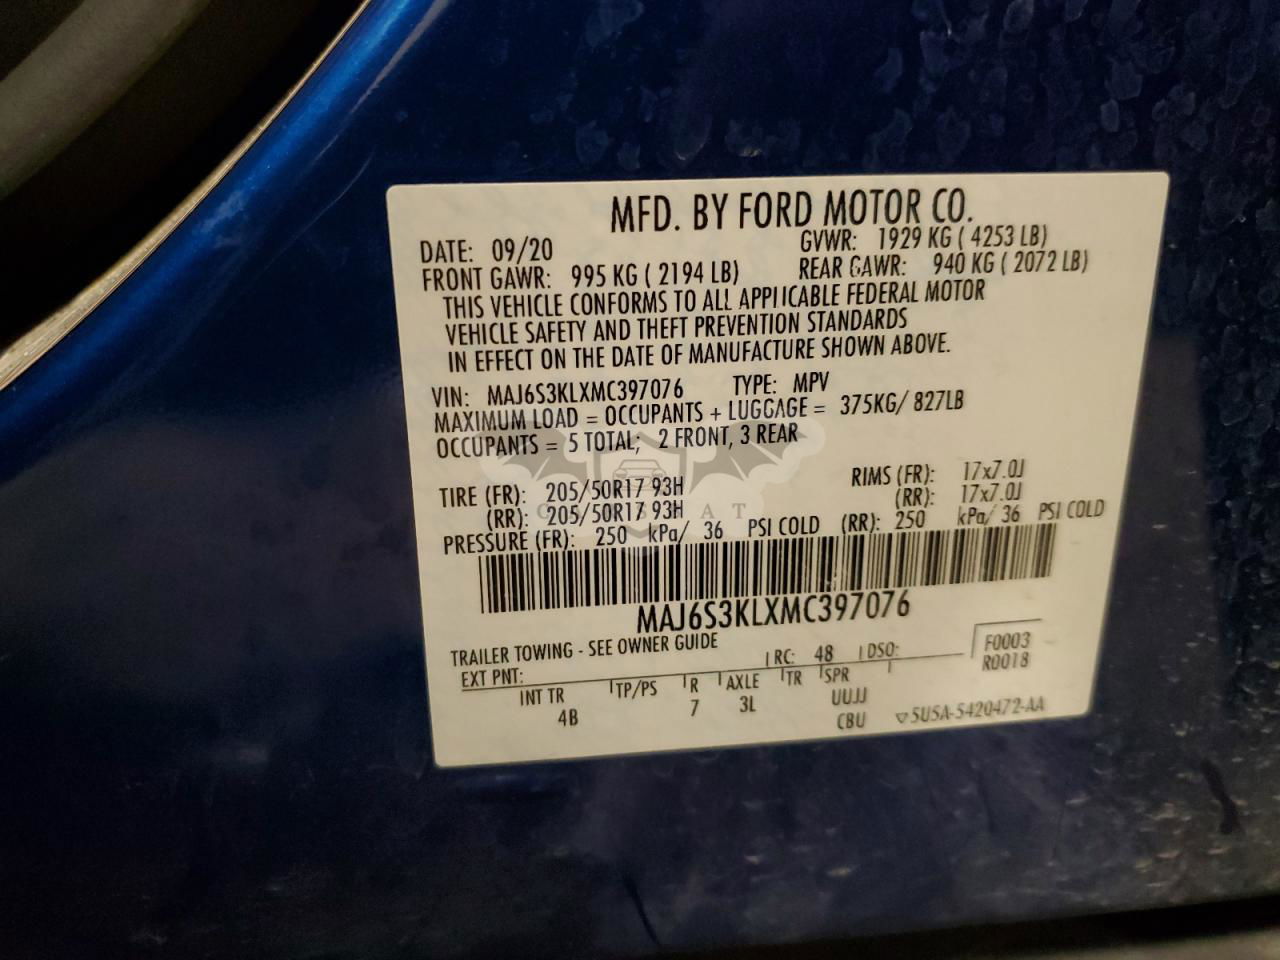 MFD. BY FORD MOTOR CO.
DATE: 09/20 GVWR: 1929 KG ( 4253 LB)
FRONT GAWR: 995 KG ( 2194 LB) REAR GAWR: 940 KG ( 2072 LB)
THIS VEHICLE CONFORMS TO ALL APPLICABLE FEDERAL MOTOR
VEHICLE SAFETY AND THEFT PREVENTION STANDARDS
IN EFFECT ON THE DATE OF MANUFACTURE SHOWN ABOVE.
VIN: MAJ6S3KLXMC397076 TYPE: MPV
MAXIMUM LOAD = OCCUPANTS + LUGGAGE = 375KG/ 827LB
OCCUPANTS = 5 TOTAL; 2 FRONT, 3 REAR
TIRE (FR): 205/50R17 93H RIMS (FR): 17x7.0J
(RR): 205/50R17 93H (RR): 17x7.0J
PRESSURE (FR): 250 kPa/ 36 PSI COLD (RR): 250 kPa/ 36 PSI COLD
MAJ6S3KLXMC397076
TRAILER TOWING - SEE OWNER GUIDE
EXT PNT: RC: 48 DSO: F0003
R0018
INT TR TP/PS R AXLE TR SPR
4B 7 3L UUJJ
CBU 5U5A-5420472-AA